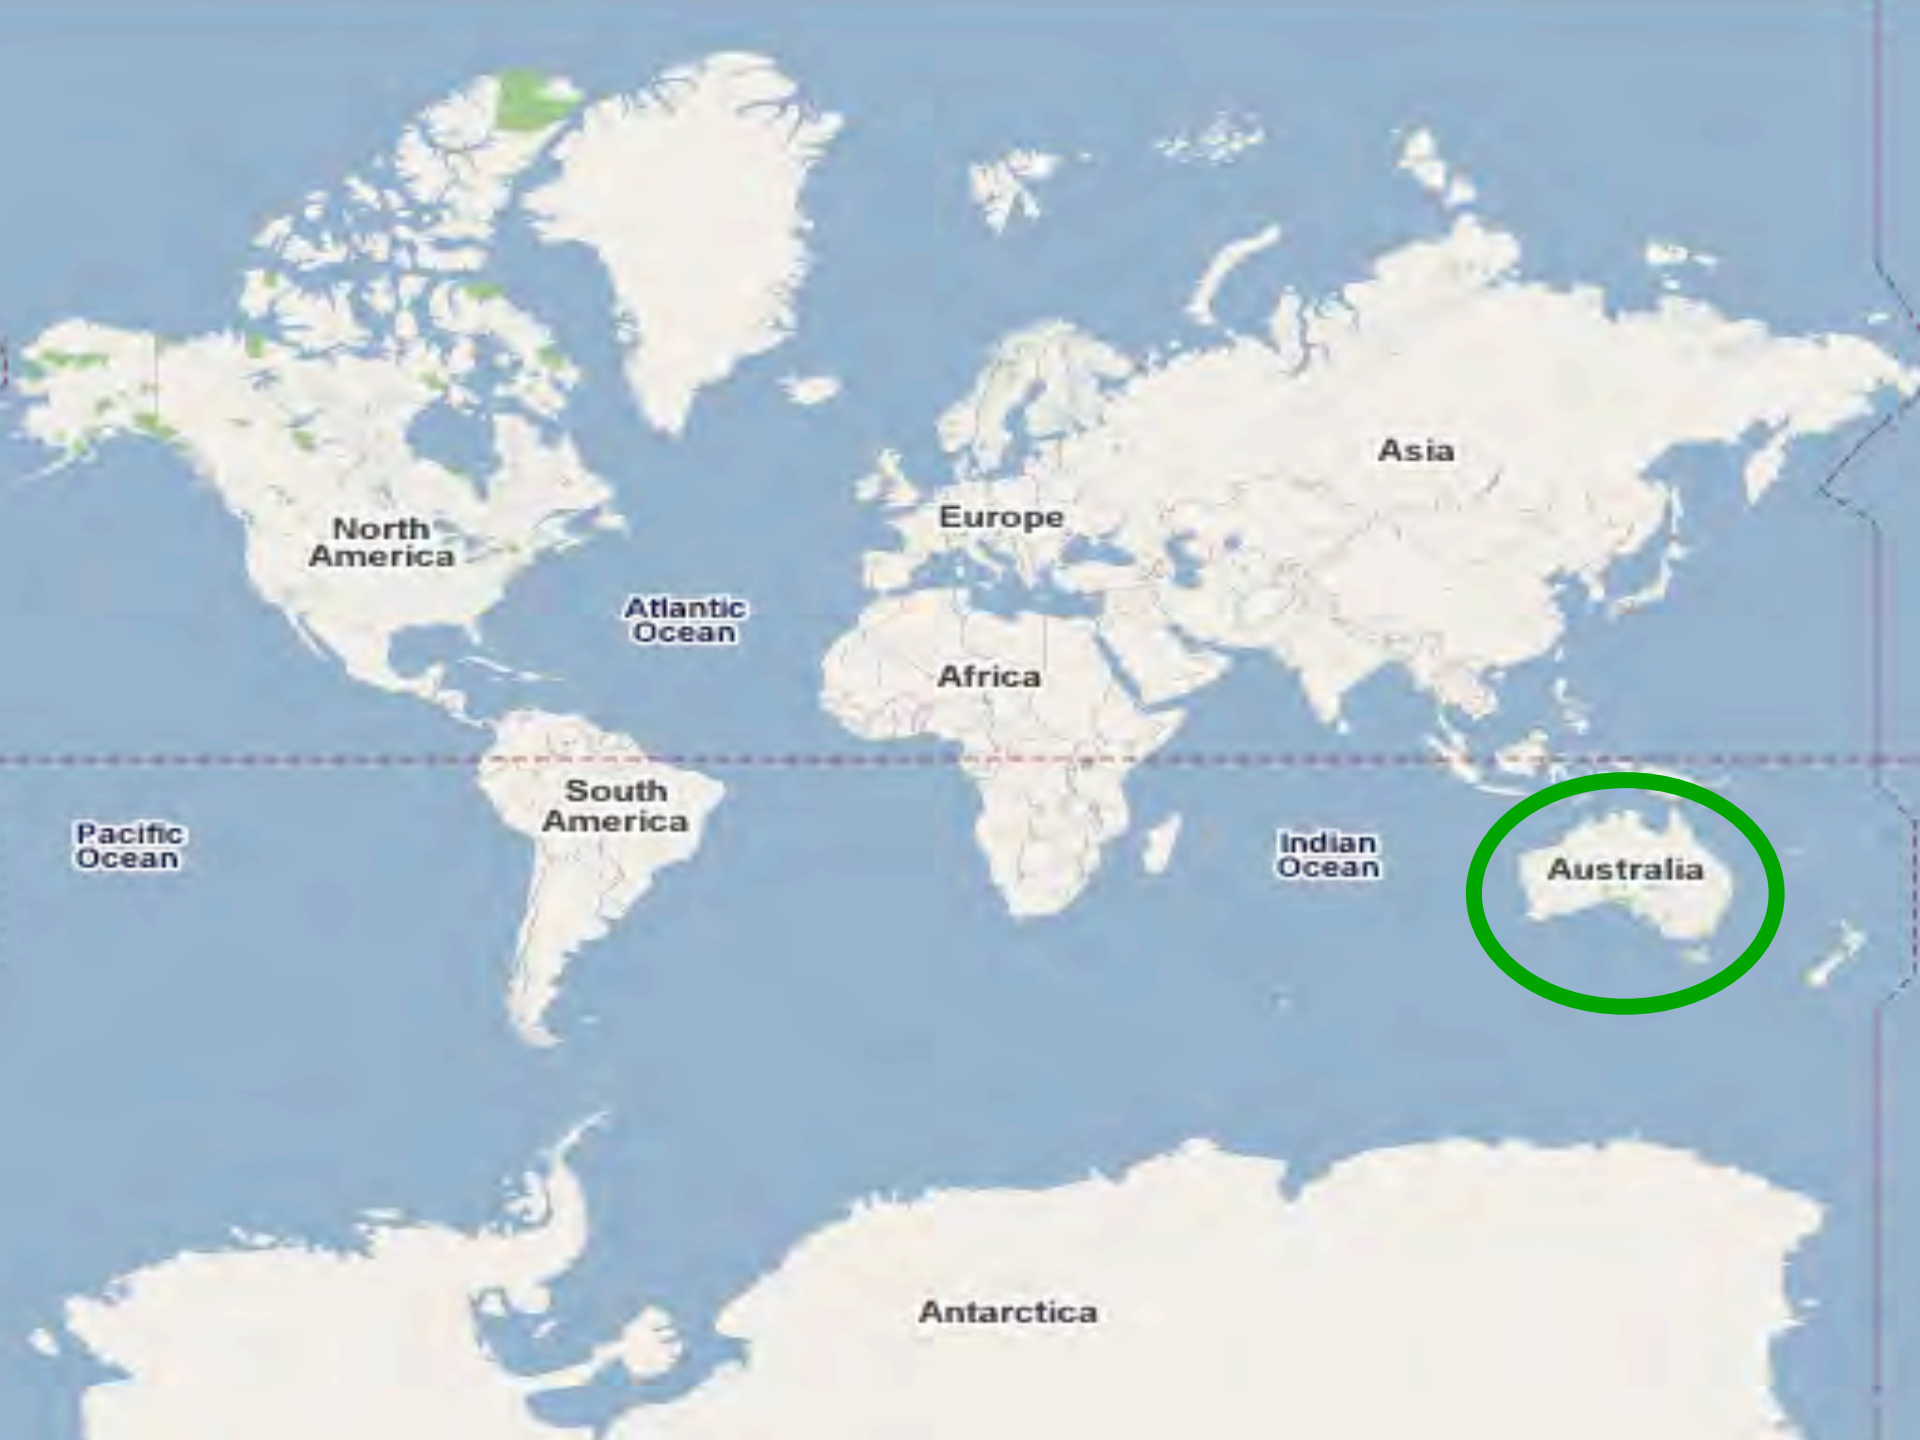 Asia
Europe
North
America
Atlantic
Ocean
Africa
South
America
Pacific
Ocean
Indian
Ocean
Australia
Antarctica